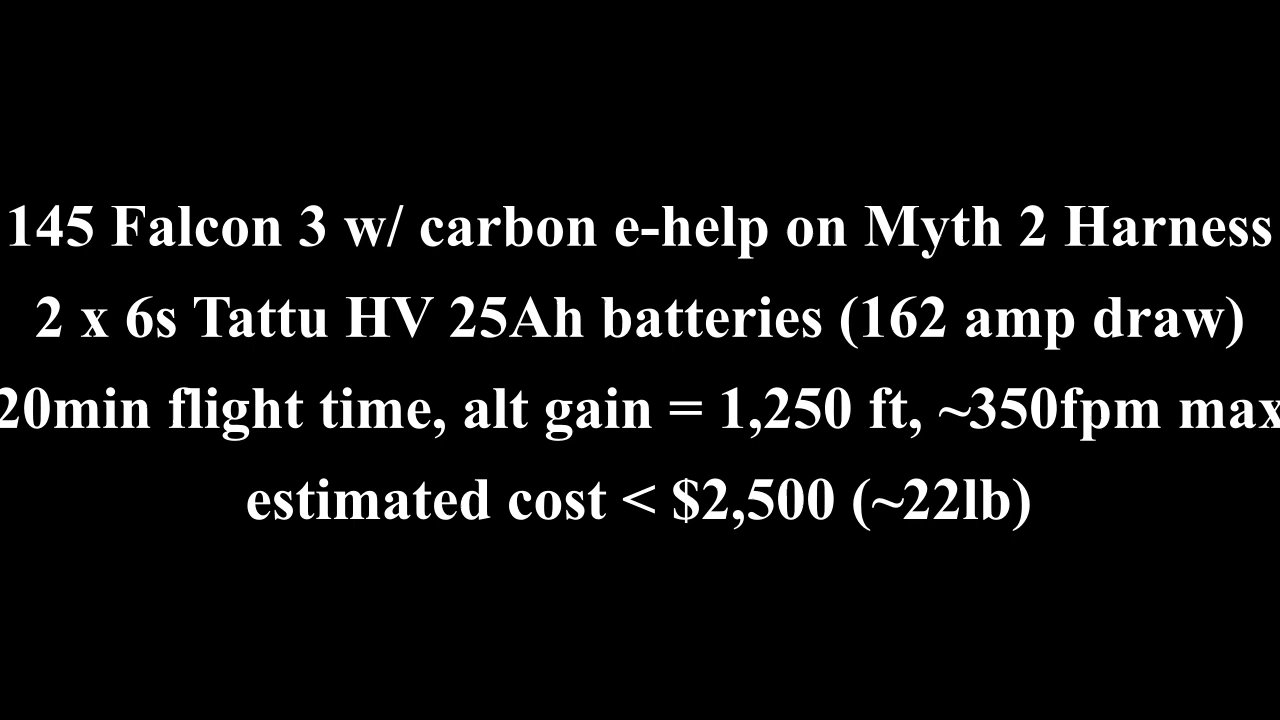 145 Falcon 3 w/ carbon e-help on Myth 2 Harness
2 x 6s Tattu HV 25Ah batteries (162 amp draw)
20min flight time, alt gain = 1,250 ft, ~350fpm max
estimated cost < $2,500 (~22lb)